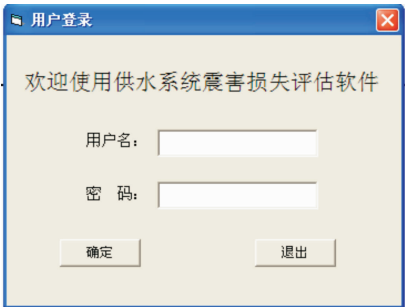 用户登录
欢迎使用供水系统震害损失评估软件
用户名：
密 码：
确定 退出